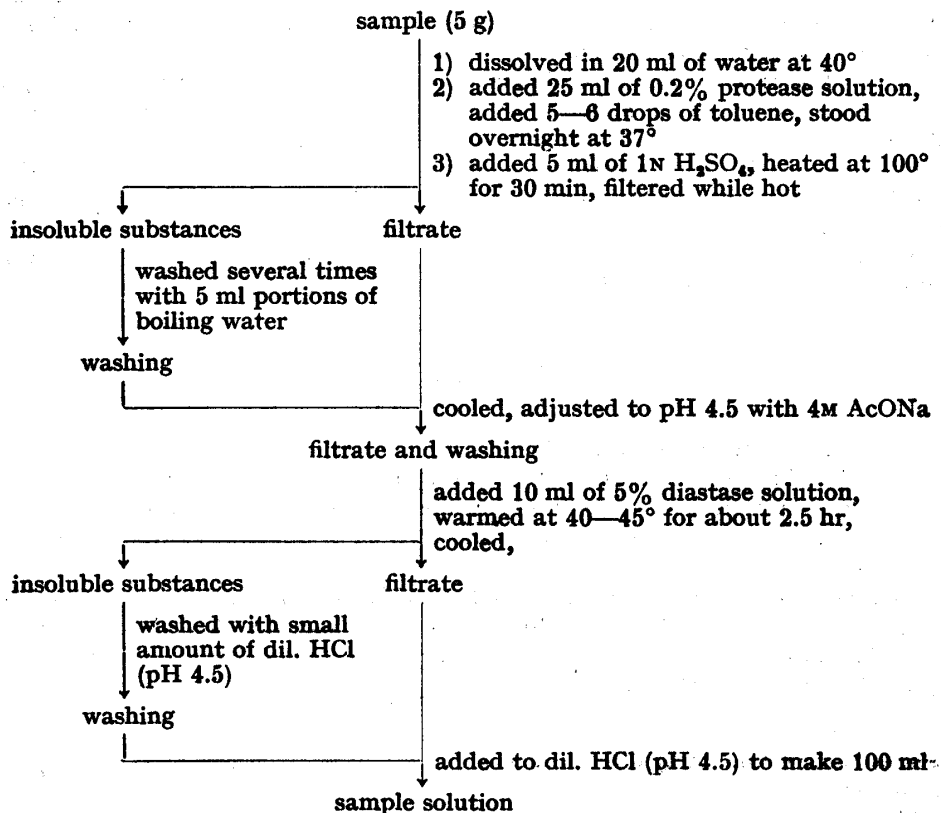 sample (5 g)
1) dissolved in 20 ml of water at 40°
2) added 25 ml of 0.2% protease solution,
added 5—6 drops of toluene, stood
overnight at 37°
3) added 5 ml of 1N H₂SO₄, heated at 100°
for 30 min, filtered while hot
insoluble substances filtrate
washed several times
with 5 ml portions of
boiling water
washing
cooled, adjusted to pH 4.5 with 4M AcONa
filtrate and washing
added 10 ml of 5% diastase solution,
warmed at 40—45° for about 2.5 hr,
cooled,
insoluble substances filtrate
washed with small
amount of dil. HCl
(pH 4.5)
washing
added to dil. HCl (pH 4.5) to make 100 ml
sample solution